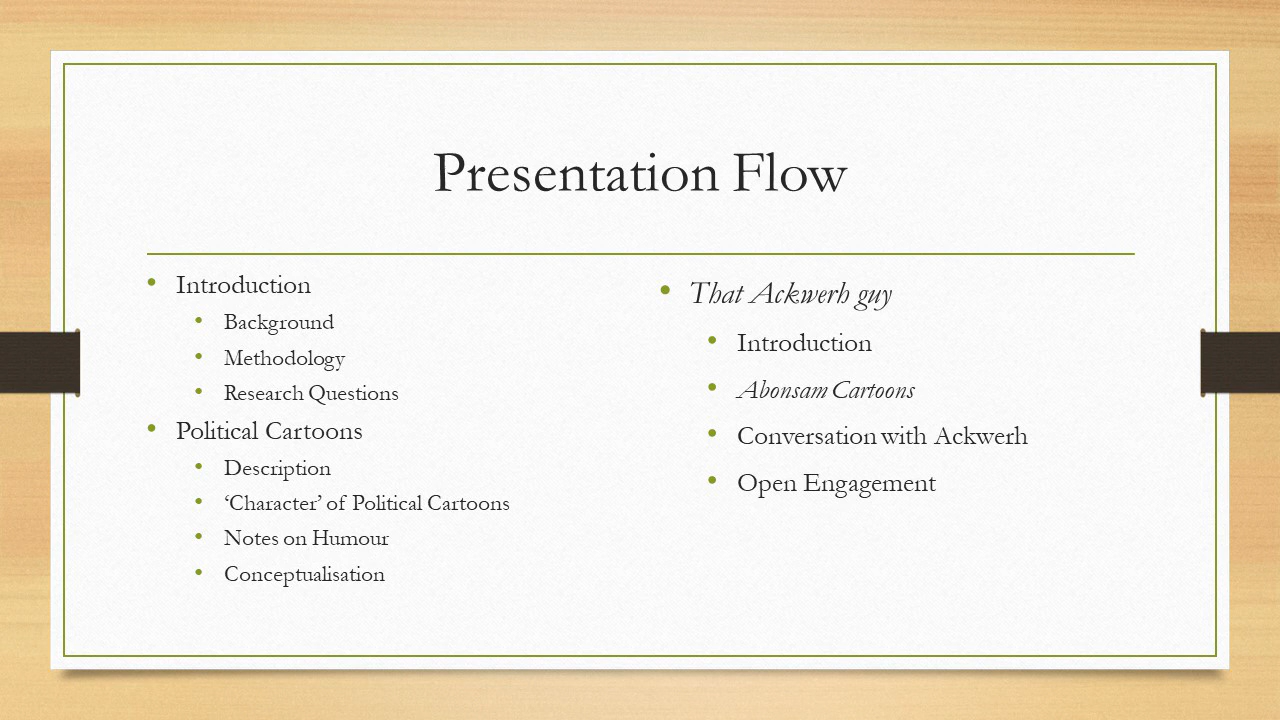 Presentation Flow
• Introduction
• Background
• Methodology
• Research Questions
• Political Cartoons
• Description
• ‘Character’ of Political Cartoons
• Notes on Humour
• Conceptualisation
• That Ackwerh guy
• Introduction
• Abonsam Cartoons
• Conversation with Ackwerh
• Open Engagement